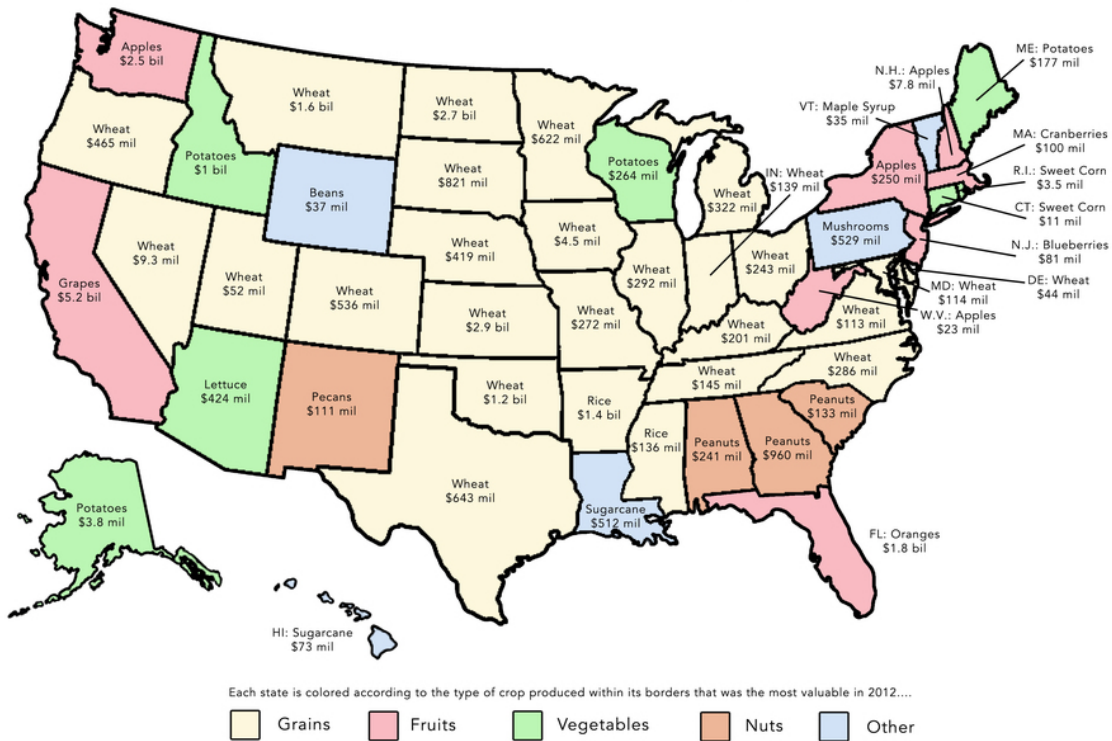 Apples
$2.5 bil
Wheat
$465 mil
Potatoes
$1 bil
Wheat
$1.6 bil
Wheat
$2.7 bil
Wheat
$622 mil
Potatoes
$264 mil
Wheat
$322 mil
Beans
$37 mil
Wheat
$821 mil
Wheat
$419 mil
Wheat
$4.5 mil
Wheat
$292 mil
IN: Wheat
$139 mil
Wheat
$243 mil
Mushrooms
$529 mil
Apples
$250 mil
VT: Maple Syrup
$35 mil
N.H.: Apples
$7.8 mil
ME: Potatoes
$177 mil
MA: Cranberries
$100 mil
R.I.: Sweet Corn
$3.5 mil
CT: Sweet Corn
$11 mil
N.J.: Blueberries
$81 mil
DE: Wheat
$44 mil
MD: Wheat
$114 mil
W.V.: Apples
$23 mil
Grapes
$5.2 bil
Wheat
$9.3 mil
Wheat
$52 mil
Wheat
$536 mil
Wheat
$2.9 bil
Wheat
$272 mil
Wheat
$201 mil
Wheat
$113 mil
Lettuce
$424 mil
Pecans
$111 mil
Wheat
$1.2 bil
Rice
$1.4 bil
Wheat
$145 mil
Wheat
$286 mil
Wheat
$643 mil
Sugarcane
$512 mil
Rice
$136 mil
Peanuts
$241 mil
Peanuts
$960 mil
Peanuts
$133 mil
FL: Oranges
$1.8 bil
Potatoes
$3.8 mil
HI: Sugarcane
$73 mil
Each state is colored according to the type of crop produced within its borders that was the most valuable in 2012....
Grains Fruits Vegetables Nuts Other